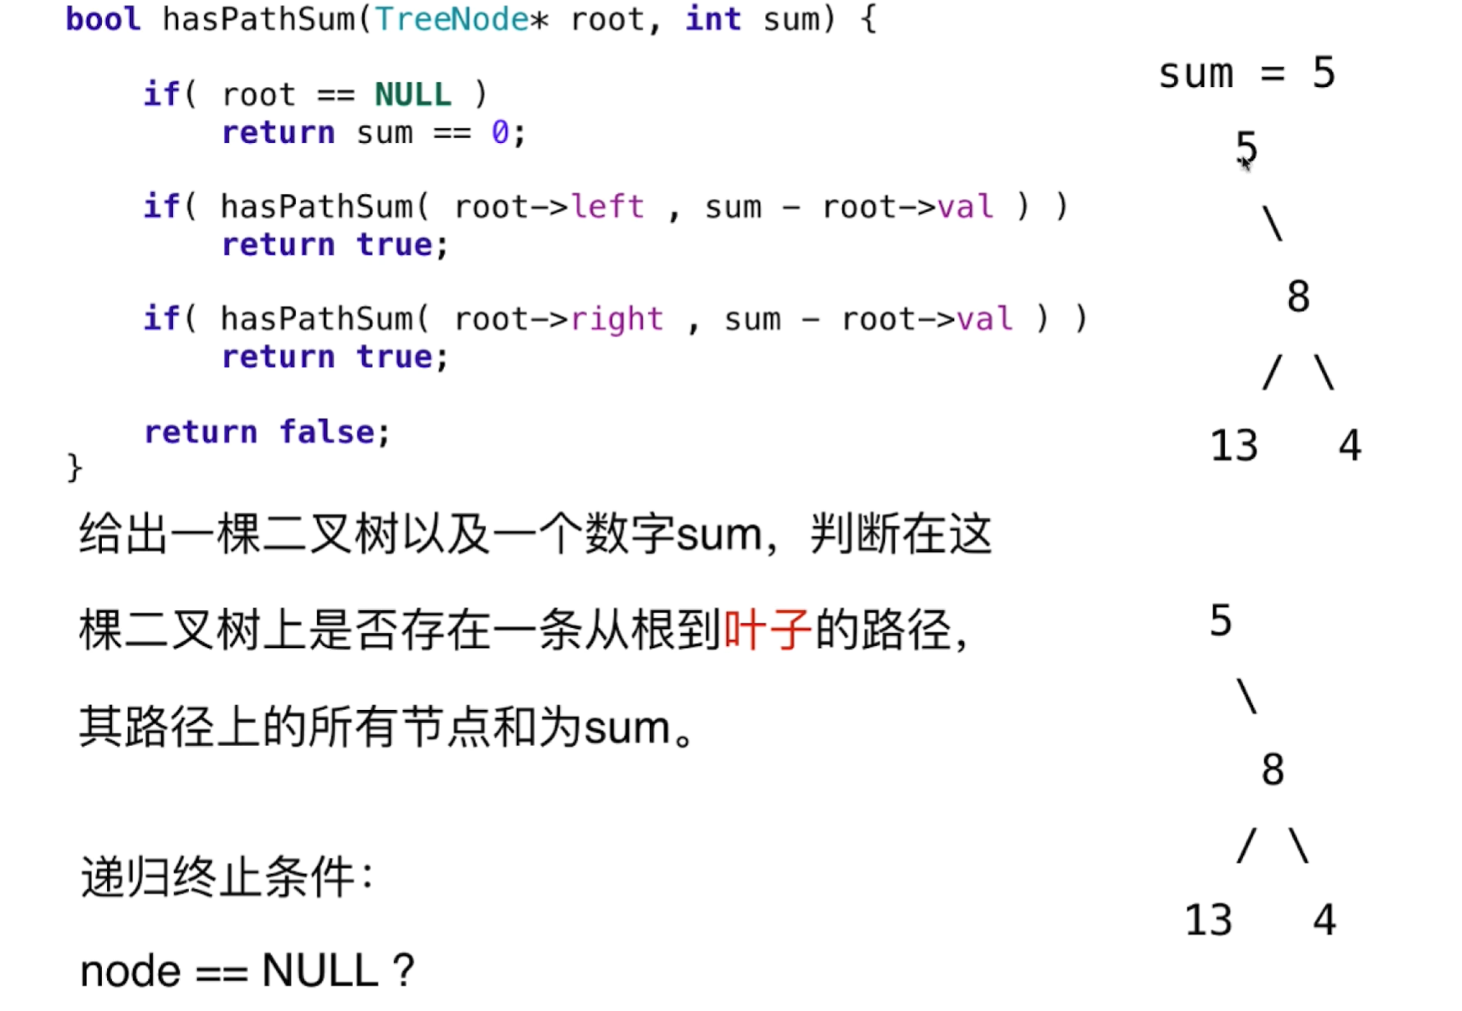 bool hasPathSum(TreeNode* root, int sum) {
if( root == NULL )
return sum == 0;
if( hasPathSum( root->left , sum - root->val ) )
return true;
if( hasPathSum( root->right , sum - root->val ) )
return true;
return false;
}
sum = 5
5
\
8
/ \
13 4
给出一棵二叉树以及一个数字sum，判断在这
棵二叉树上是否存在一条从根到叶子的路径，
其路径上的所有节点和为sum。
递归终止条件：
node == NULL ?
5
\
8
/ \
13 4